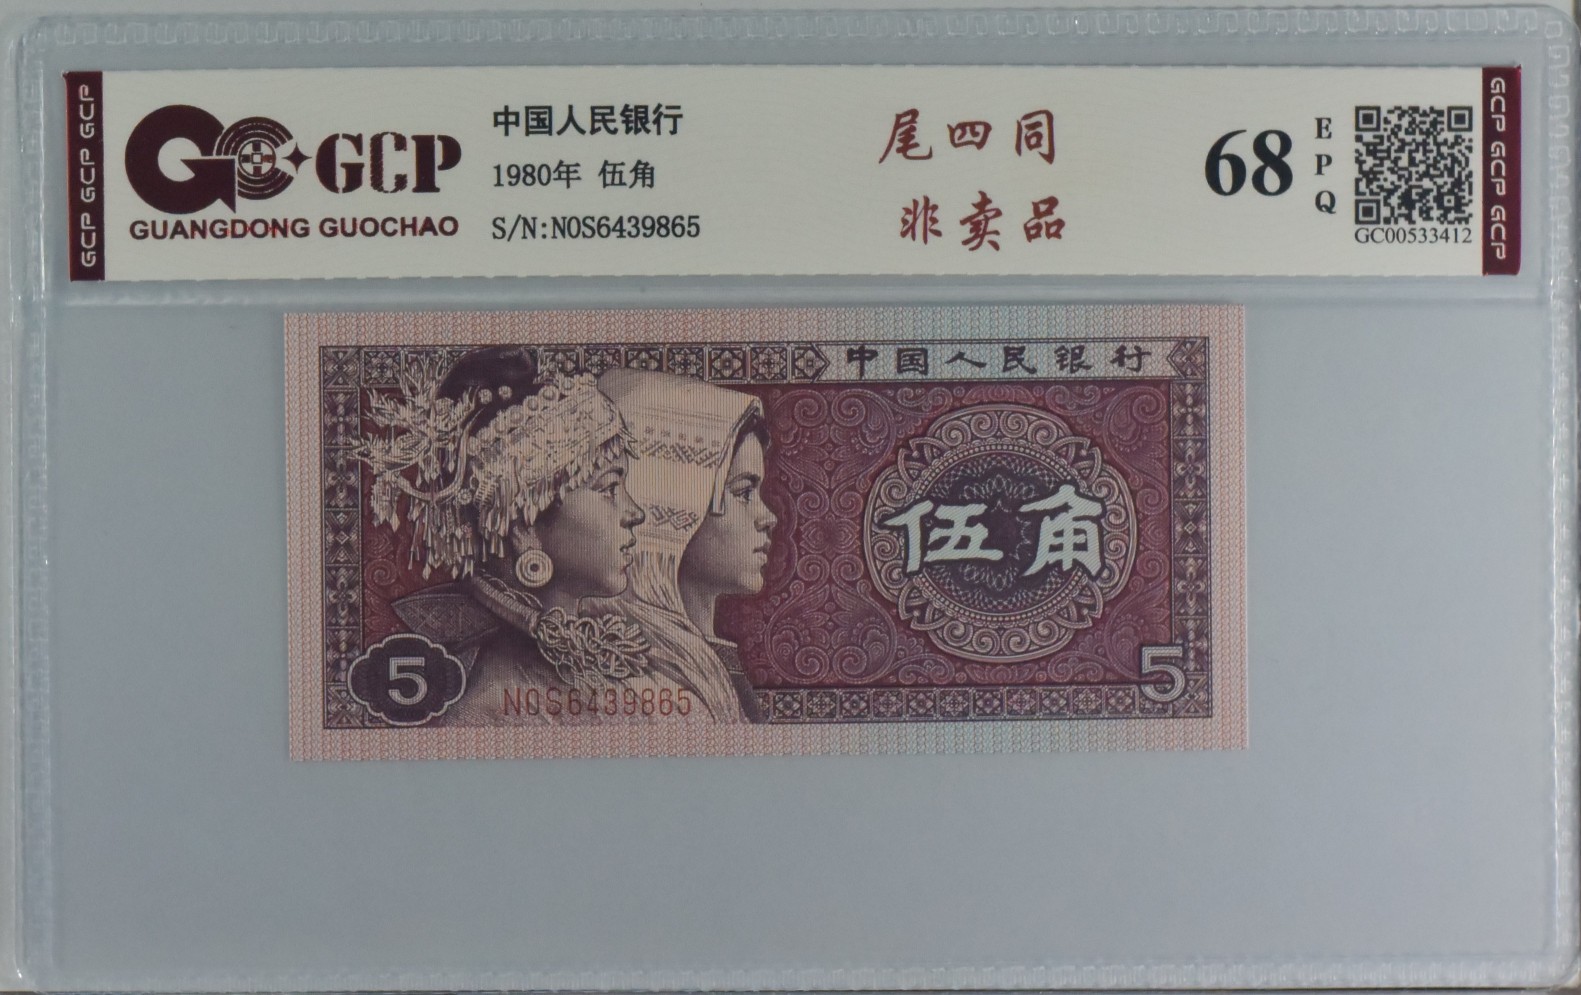 GCP GCP GCP
GCP
GUANGDONG GUOCHAO
中国人民银行
1980年 伍角
S/N:N0S6439865
尾四同
非卖品
68
EPQ
GC00533412
GCP GCP GCP
中国人民银行
伍角
5
N0S6439865
5